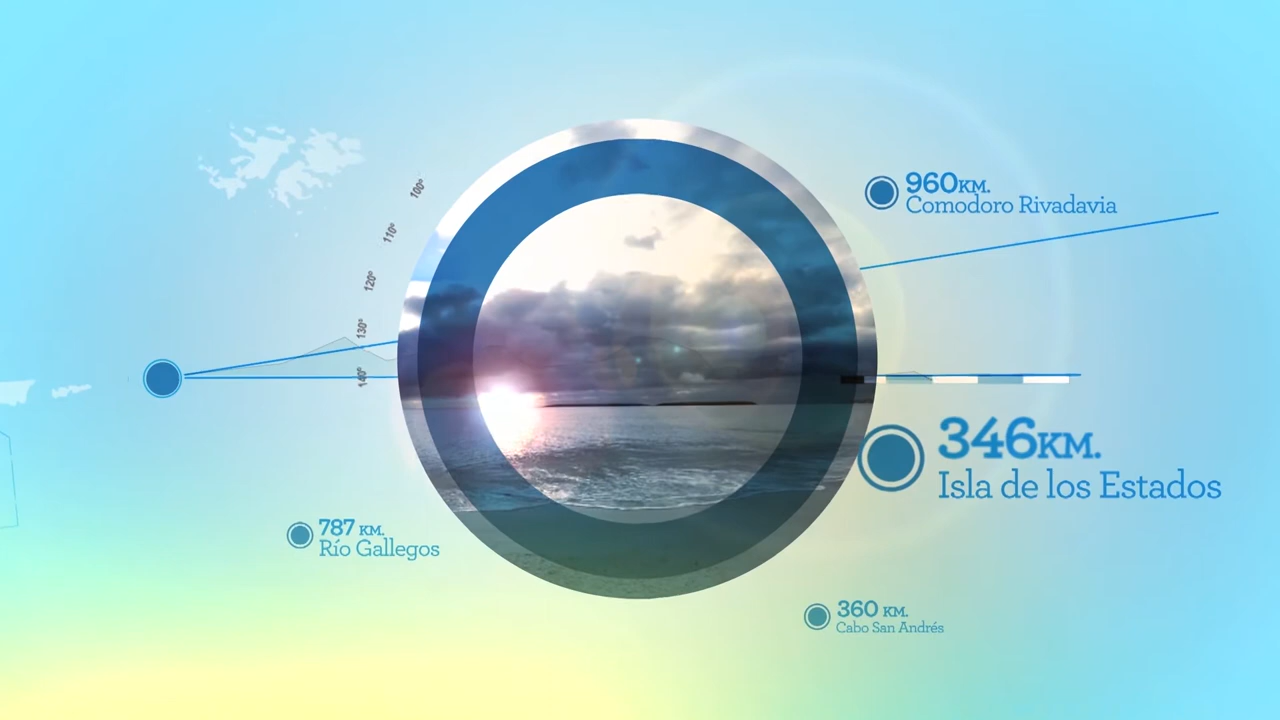 100°
110°
120°
130°
140°
960KM.
Comodoro Rivadavia
346KM.
Isla de los Estados
787 KM.
Río Gallegos
360 KM.
Cabo San Andrés